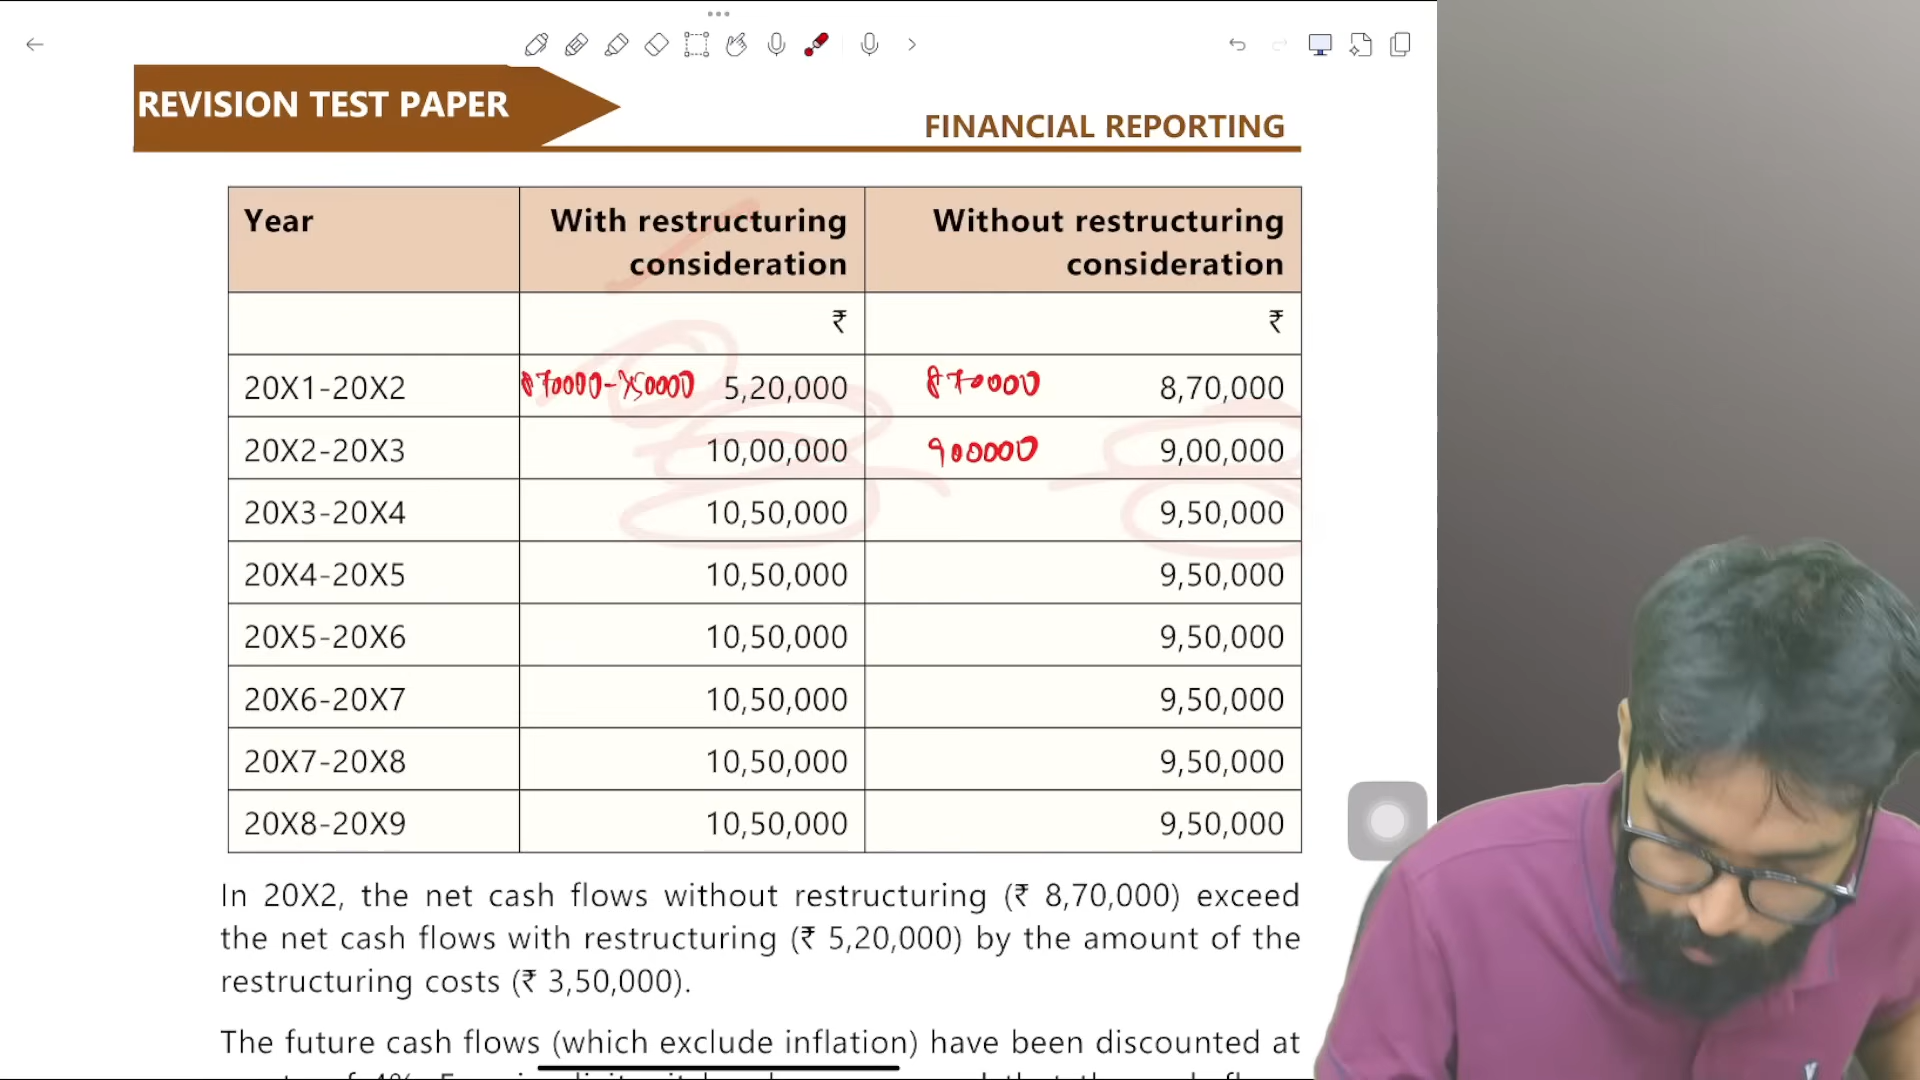 REVISION TEST PAPER
FINANCIAL REPORTING
Year With restructuring consideration Without restructuring consideration
₹ ₹
20X1-20X2 870000-350000 5,20,000 870000 8,70,000
20X2-20X3 10,00,000 900000 9,00,000
20X3-20X4 10,50,000 9,50,000
20X4-20X5 10,50,000 9,50,000
20X5-20X6 10,50,000 9,50,000
20X6-20X7 10,50,000 9,50,000
20X7-20X8 10,50,000 9,50,000
20X8-20X9 10,50,000 9,50,000
In 20X2, the net cash flows without restructuring (₹ 8,70,000) exceed
the net cash flows with restructuring (₹ 5,20,000) by the amount of the
restructuring costs (₹ 3,50,000).
The future cash flows (which exclude inflation) have been discounted at